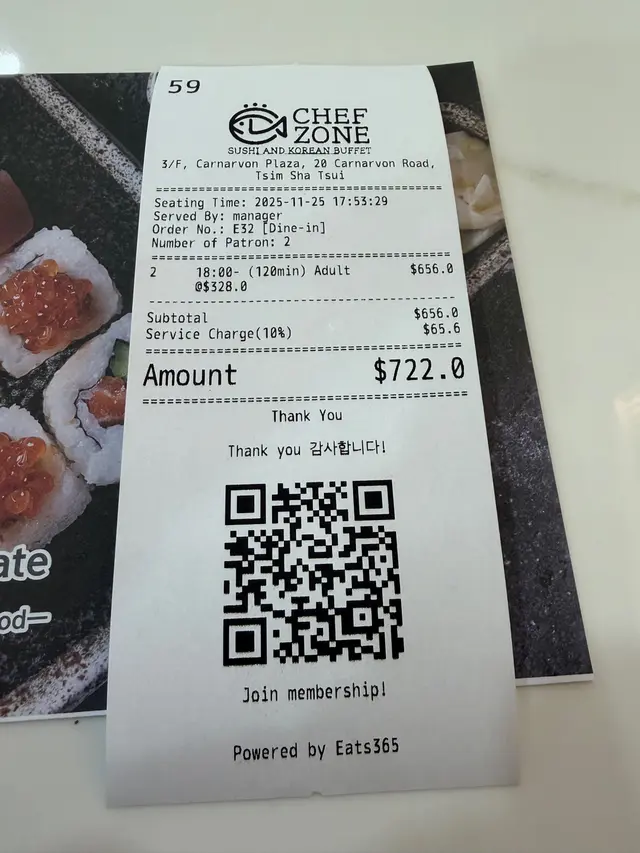 59
CHEF
ZONE
SUSHI AND KOREAN BUFFET
3/F, Carnarvon Plaza, 20 Carnarvon Road,
Tsim Sha Tsui
Seating Time: 2025-11-25 17:53:29
Served By: manager
Order No.: E32 [Dine-in]
Number of Patron: 2
2 18:00- (120min) Adult $656.0
@$328.0
Subtotal $656.0
Service Charge(10%) $65.6
Amount $722.0
Thank You
Thank you 감사합니다!
Join membership!
Powered by Eats365
ate
od—